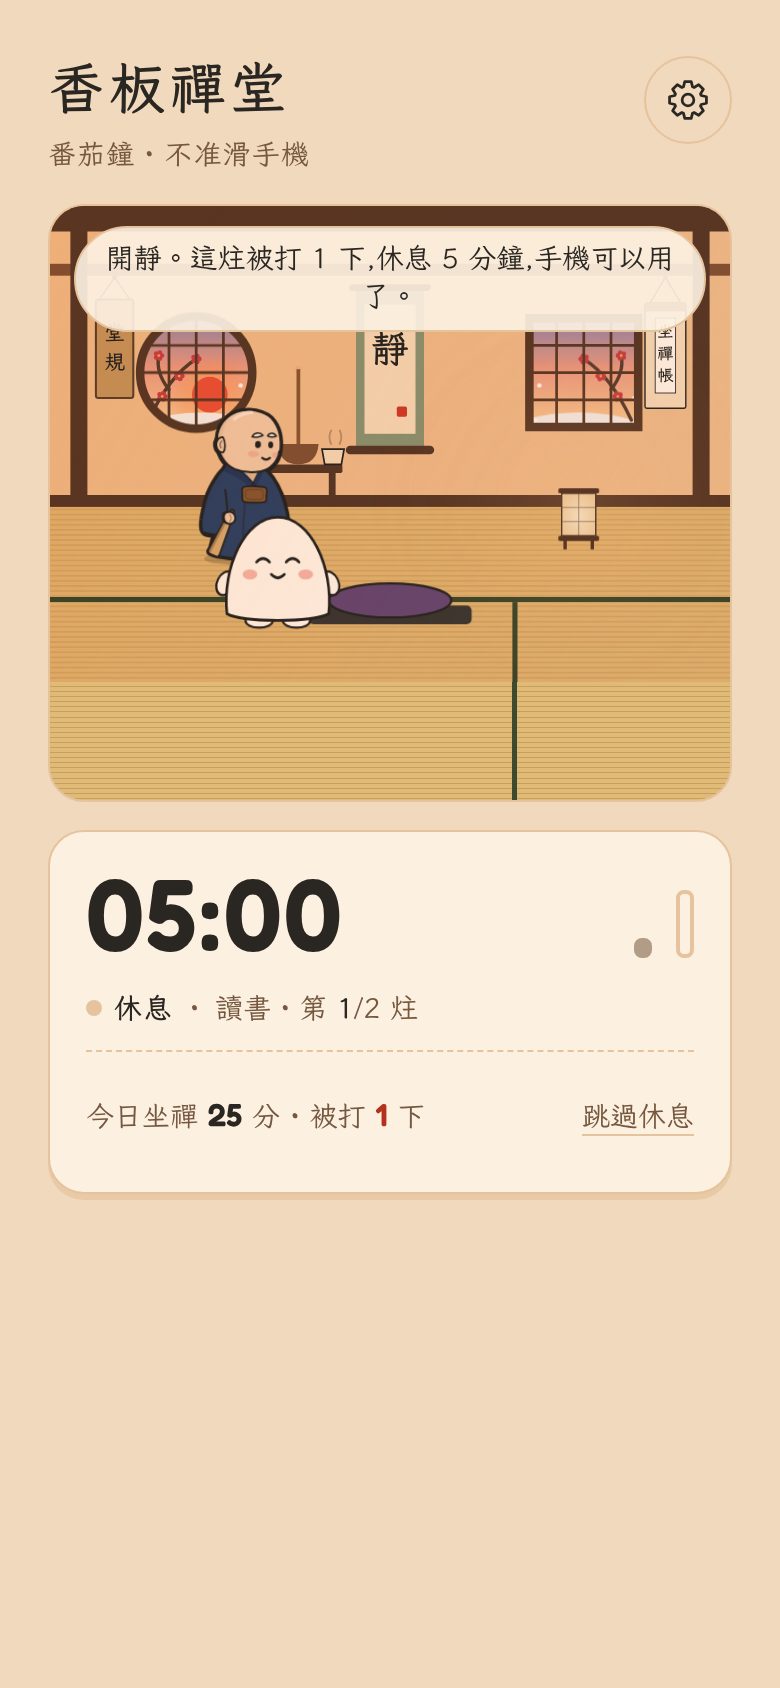 香板禪堂
番茄鐘・不准滑手機
開靜。這炷被打 1 下,休息 5 分鐘,手機可以用
了。
堂規
靜
坐禪帳
05:00
休息 ・ 讀書・第 1/2 炷
今日坐禪 25 分・被打 1 下
跳過休息